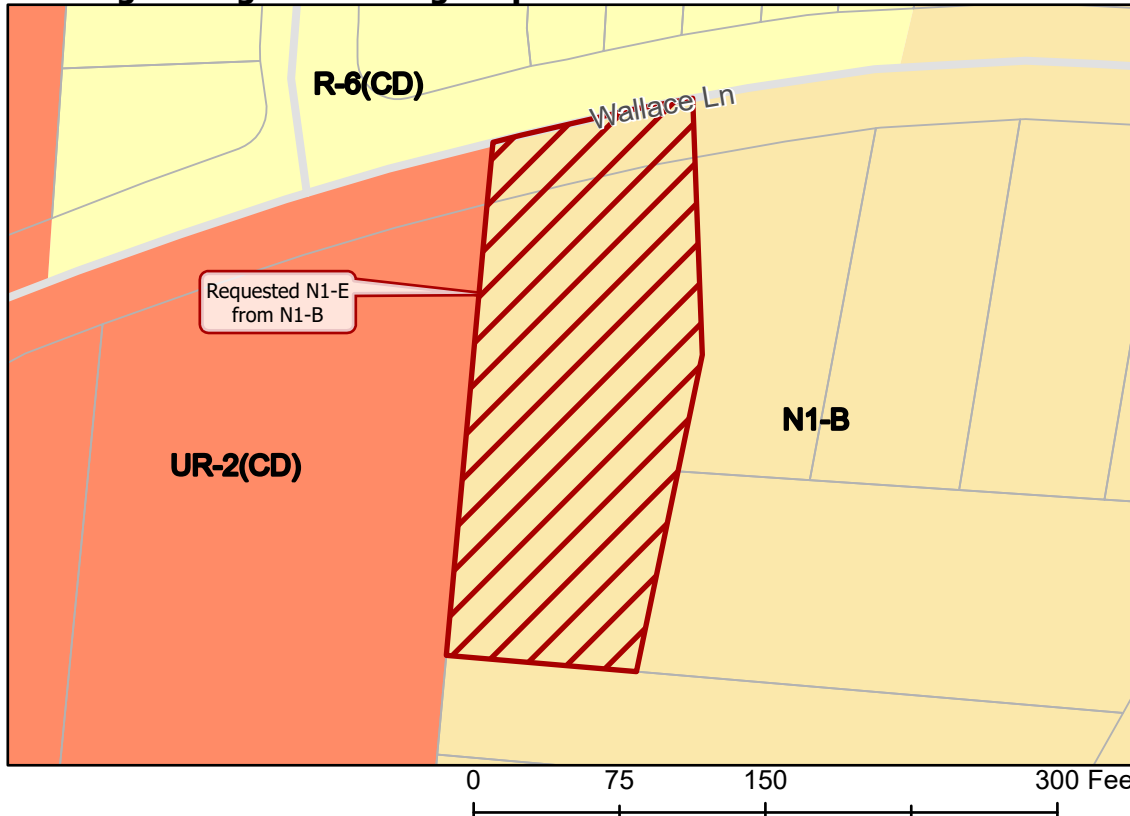 R-6(CD)
Wallace Ln
Requested N1-E
from N1-B
N1-B
UR-2(CD)
0 75 150 300 Fee